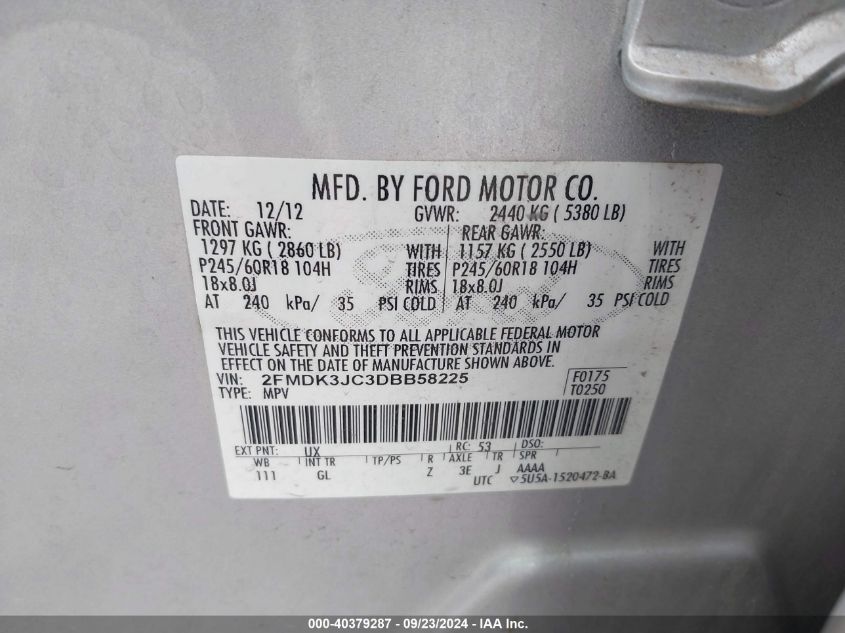 MFD. BY FORD MOTOR CO.
DATE: 12/12 GVWR: 2440 KG ( 5380 LB)
FRONT GAWR: REAR GAWR:
1297 KG ( 2860 LB) WITH 1157 KG ( 2550 LB) WITH
P245/60R18 104H TIRES P245/60R18 104H TIRES
18x8.0J RIMS 18x8.0J RIMS
AT 240 kPa/ 35 PSI COLD AT 240 kPa/ 35 PSI COLD
THIS VEHICLE CONFORMS TO ALL APPLICABLE FEDERAL MOTOR
VEHICLE SAFETY AND THEFT PREVENTION STANDARDS IN
EFFECT ON THE DATE OF MANUFACTURE SHOWN ABOVE.
VIN: 2FMDK3JC3DBB58225 F0175
TYPE: MPV T0250
EXT PNT: UX RC: 53 DSO:
WB INT TR TP/PS R AXLE TR SPR
111 GL Z 3E J AAAA
UTC ▽5U5A-1520472-BA
000-40379287 - 09/23/2024 - IAA Inc.